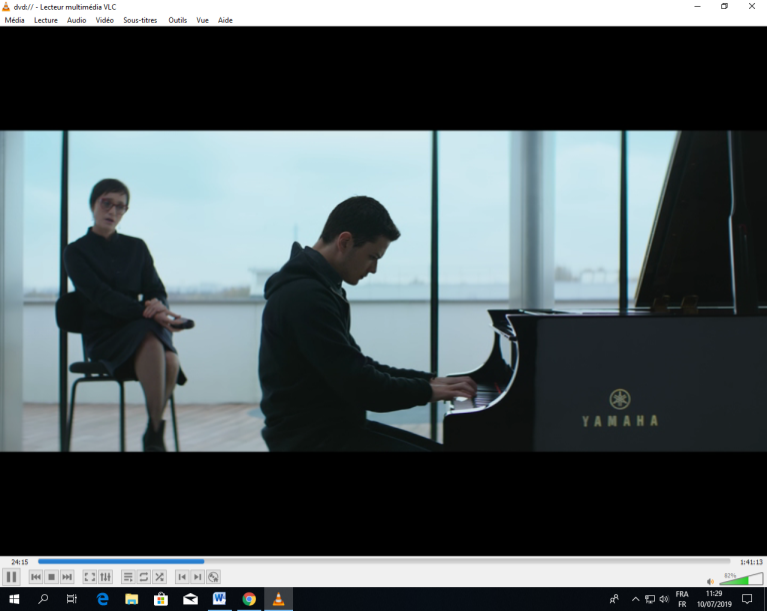 dvd:// - Lecteur multimédia VLC
Média Lecture Audio Vidéo Sous-titres Outils Vue Aide
YAMAHA
24:15 1:41:13
82%
FRA 11:29
FR 10/07/2019